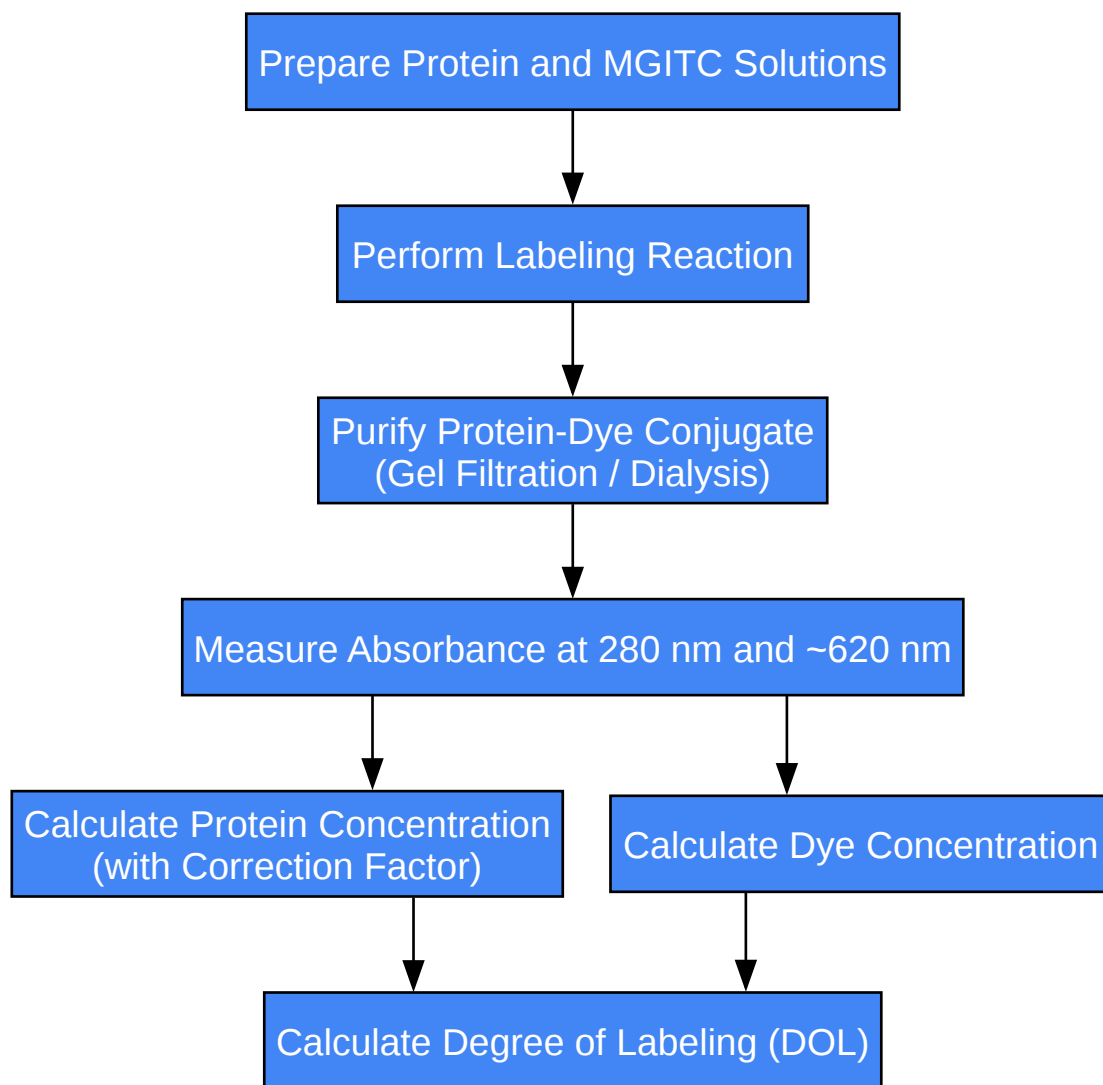 Prepare Protein and MGITC Solutions
Perform Labeling Reaction
Purify Protein-Dye Conjugate
(Gel Filtration / Dialysis)
Measure Absorbance at 280 nm and ~620 nm
Calculate Protein Concentration
(with Correction Factor)
Calculate Dye Concentration
Calculate Degree of Labeling (DOL)